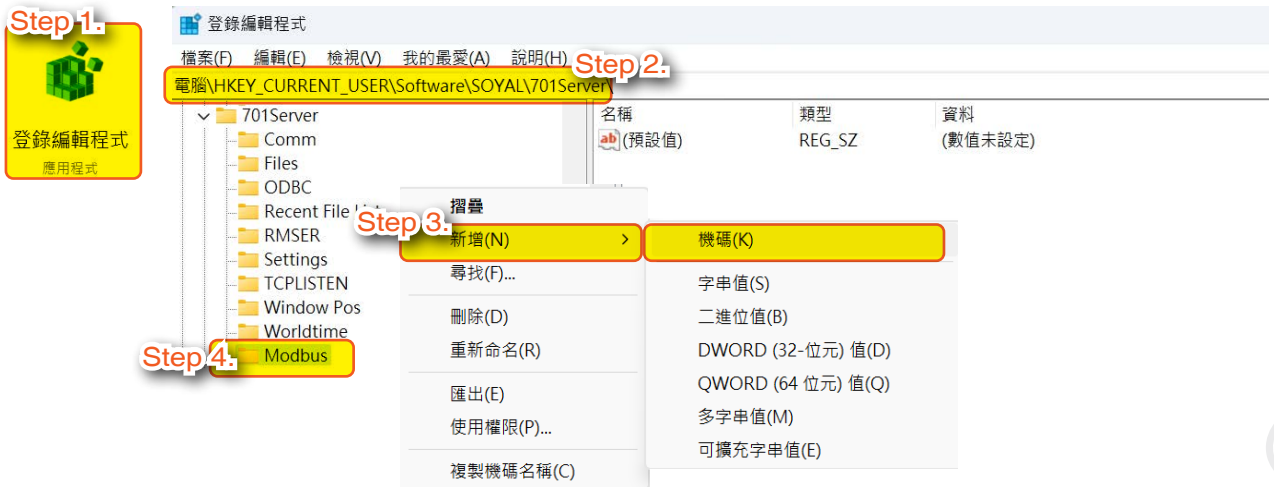 Step 1.
登錄編輯程式
應用程式
登錄編輯程式
檔案(F) 編輯(E) 檢視(V) 我的最愛(A) 說明(H)
Step 2.
電腦\HKEY_CURRENT_USER\Software\SOYAL\701Server\
701Server
Comm
Files
ODBC
Recent File
RMSER
Settings
TCPLISTEN
Window Pos
Worldtime
Step 4.
Modbus
名稱 類型 資料
ab (預設值) REG_SZ (數值未設定)
摺疊
Step 3.
新增(N) >
尋找(F)...
刪除(D)
重新命名(R)
匯出(E)
使用權限(P)...
複製機碼名稱(C)
機碼(K)
字串值(S)
二進位值(B)
DWORD (32-位元) 值(D)
QWORD (64 位元) 值(Q)
多字串值(M)
可擴充字串值(E)